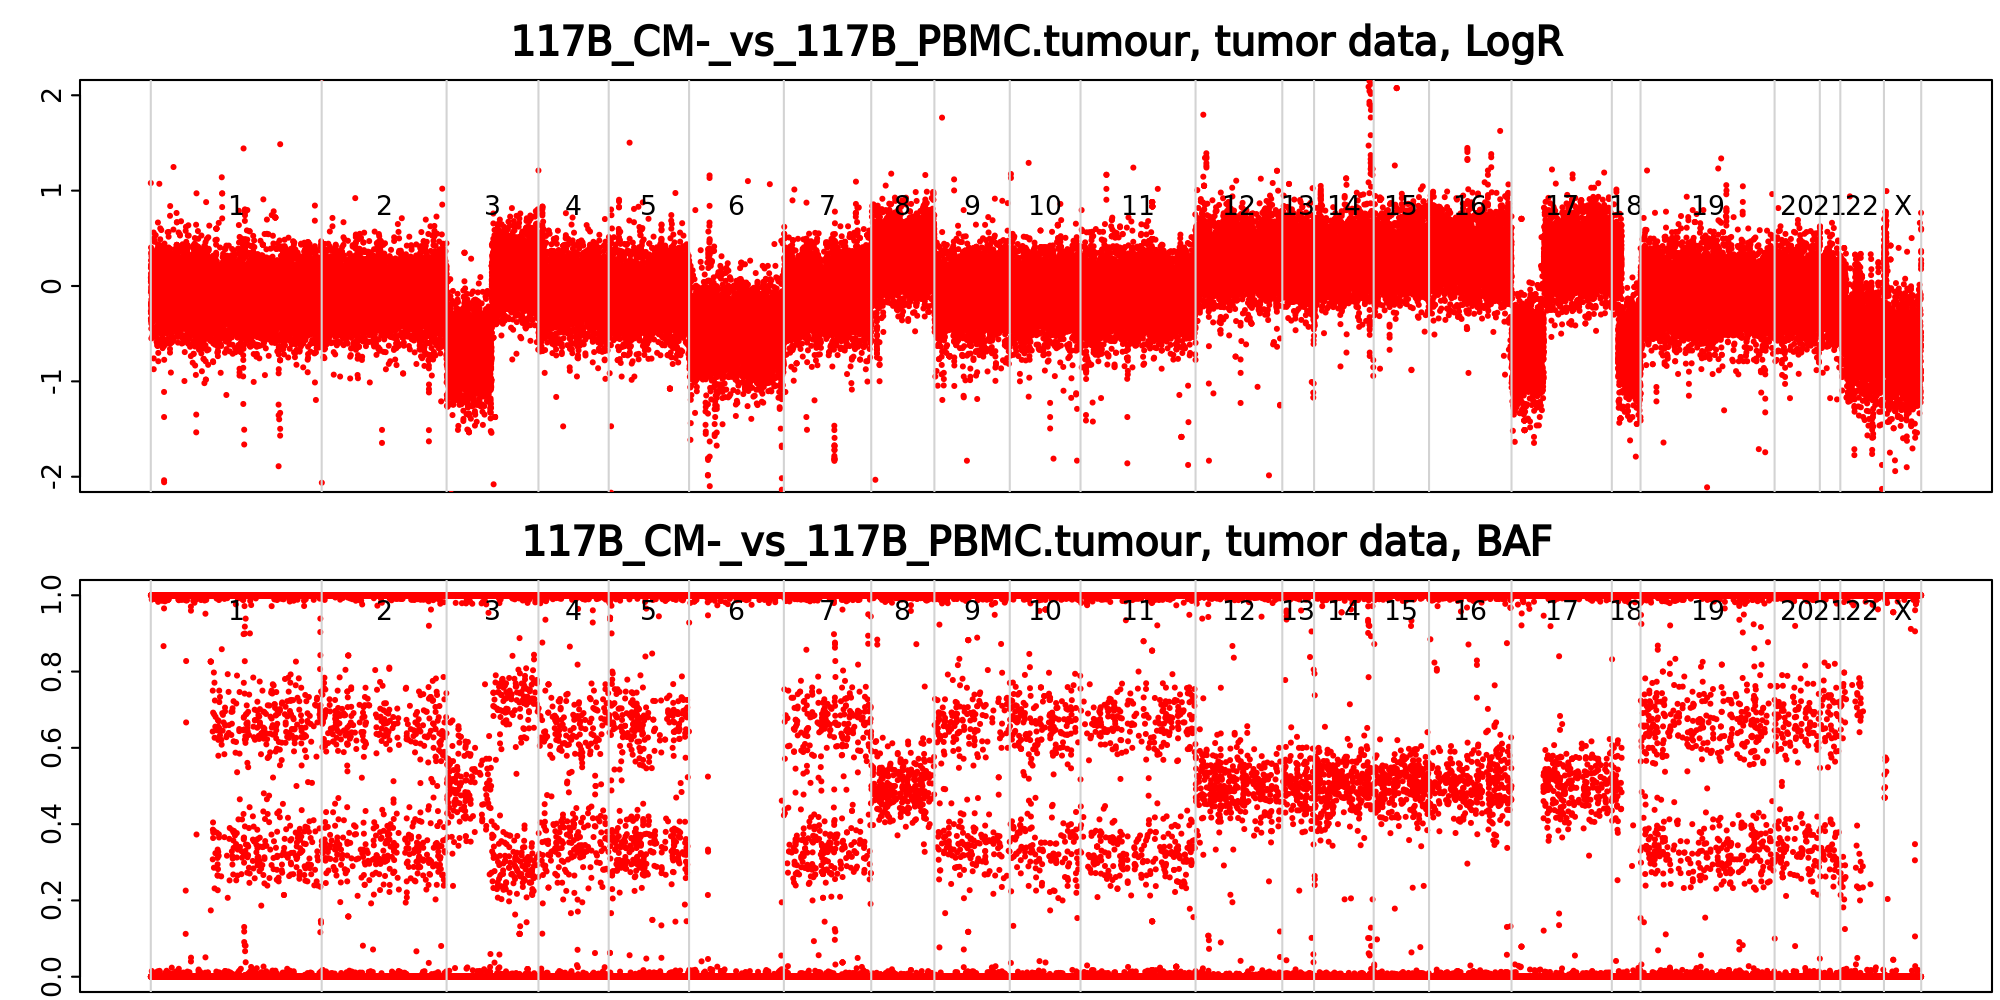 117B_CM-_vs_117B_PBMC.tumour, tumor data, LogR
2
1
0
-1
-2
1 2 3 4 5 6 7 8 9 10 11 12 13 14 15 16 17 18 19 20 21 22 X
117B_CM-_vs_117B_PBMC.tumour, tumor data, BAF
1.0
0.8
0.6
0.4
0.2
0.0
1 2 3 4 5 6 7 8 9 10 11 12 13 14 15 16 17 18 19 20 21 22 X